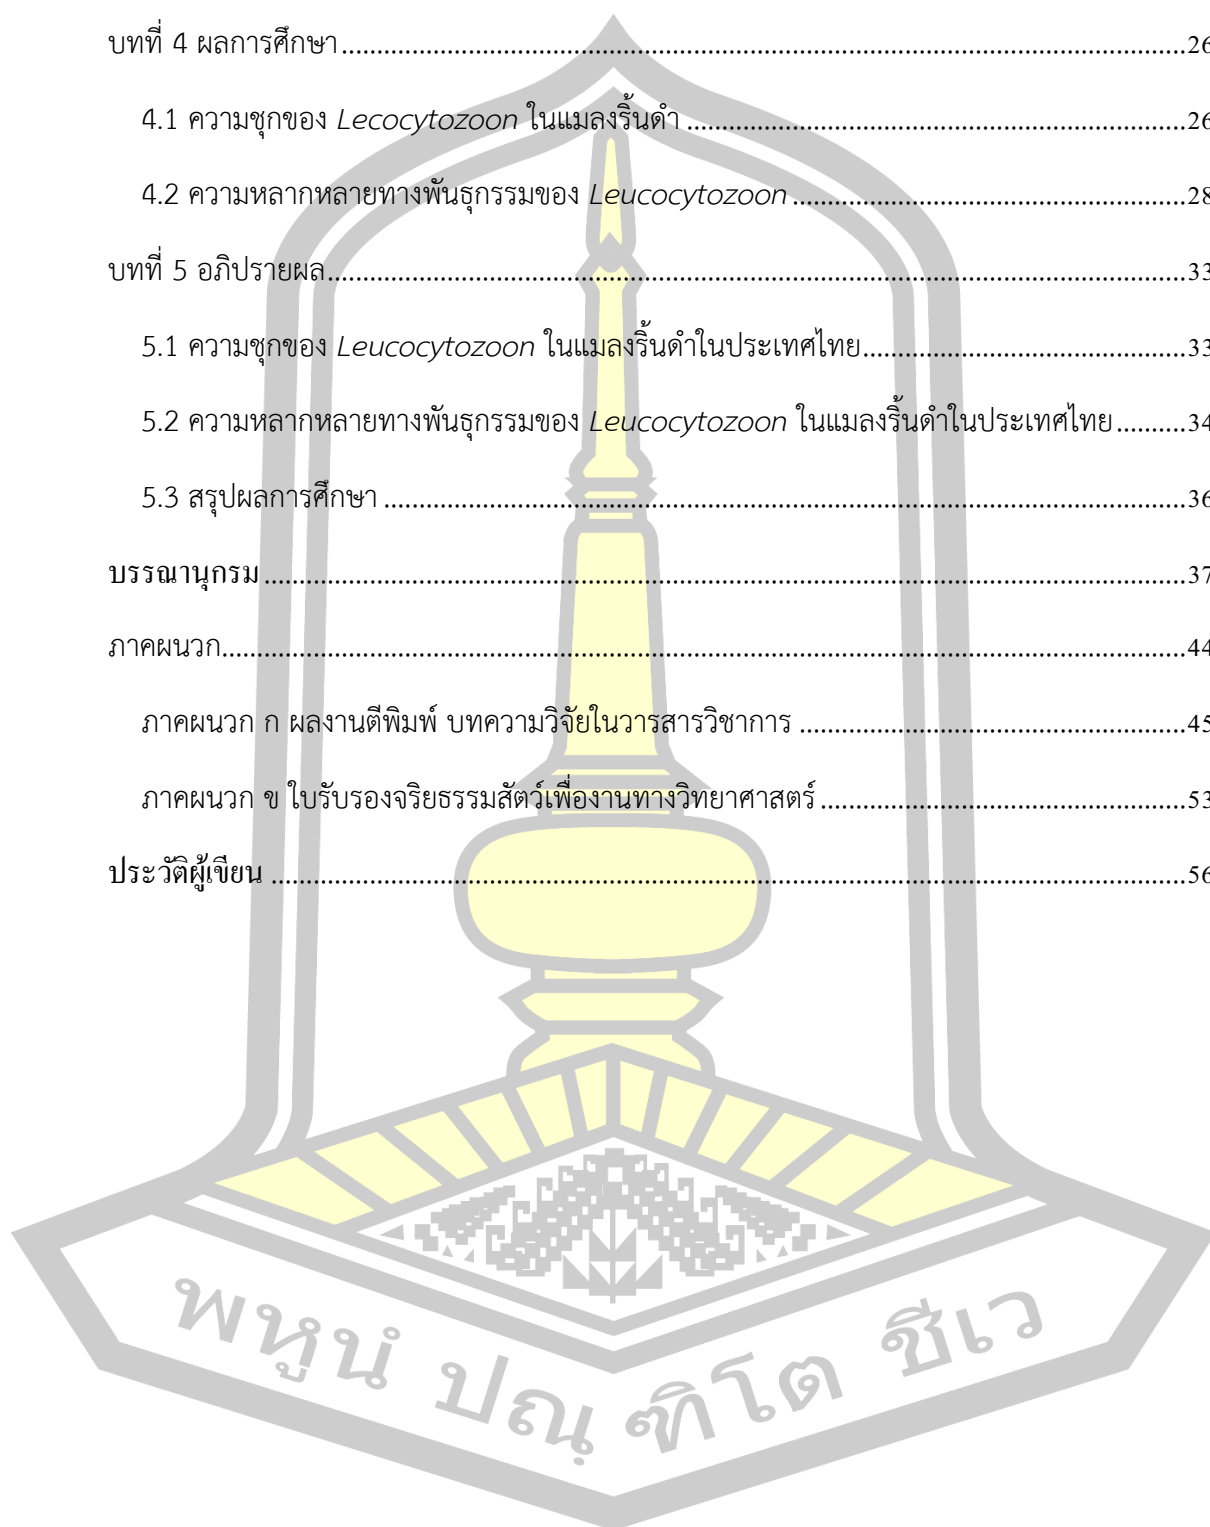 บทที่ 4 ผลการศึกษา.....26
4.1 ความชุกของ Lecocytozoon ในแมลงริ้นดำ.....26
4.2 ความหลากหลายทางพันธุกรรมของ Leucocytozoon.....28
บทที่ 5 อภิปรายผล.....33
5.1 ความชุกของ Leucocytozoon ในแมลงริ้นดำในประเทศไทย.....33
5.2 ความหลากหลายทางพันธุกรรมของ Leucocytozoon ในแมลงริ้นดำในประเทศไทย.....34
5.3 สรุปผลการศึกษา.....36
บรรณานุกรม.....37
ภาคผนวก.....44
ภาคผนวก ก ผลงานตีพิมพ์ บทความวิจัยในวารสารวิชาการ.....45
ภาคผนวก ข ใบรับรองจริยธรรมสัตว์เพื่องานทางวิทยาศาสตร์.....53
ประวัติผู้เขียน.....56
พหูนํ ปณฺฑิโต ชีเว